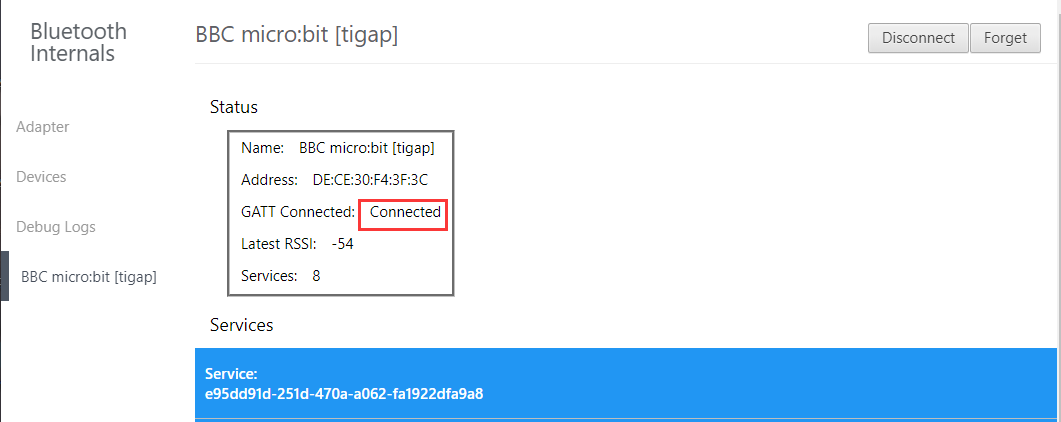 Bluetooth
Internals
Adapter
Devices
Debug Logs
BBC micro:bit [tigap]
BBC micro:bit [tigap]
Disconnect
Forget
Status
Name: BBC micro:bit [tigap]
Address: DE:CE:30:F4:3F:3C
GATT Connected: Connected
Latest RSSI: -54
Services: 8
Services
Service:
e95dd91d-251d-470a-a062-fa1922dfa9a8